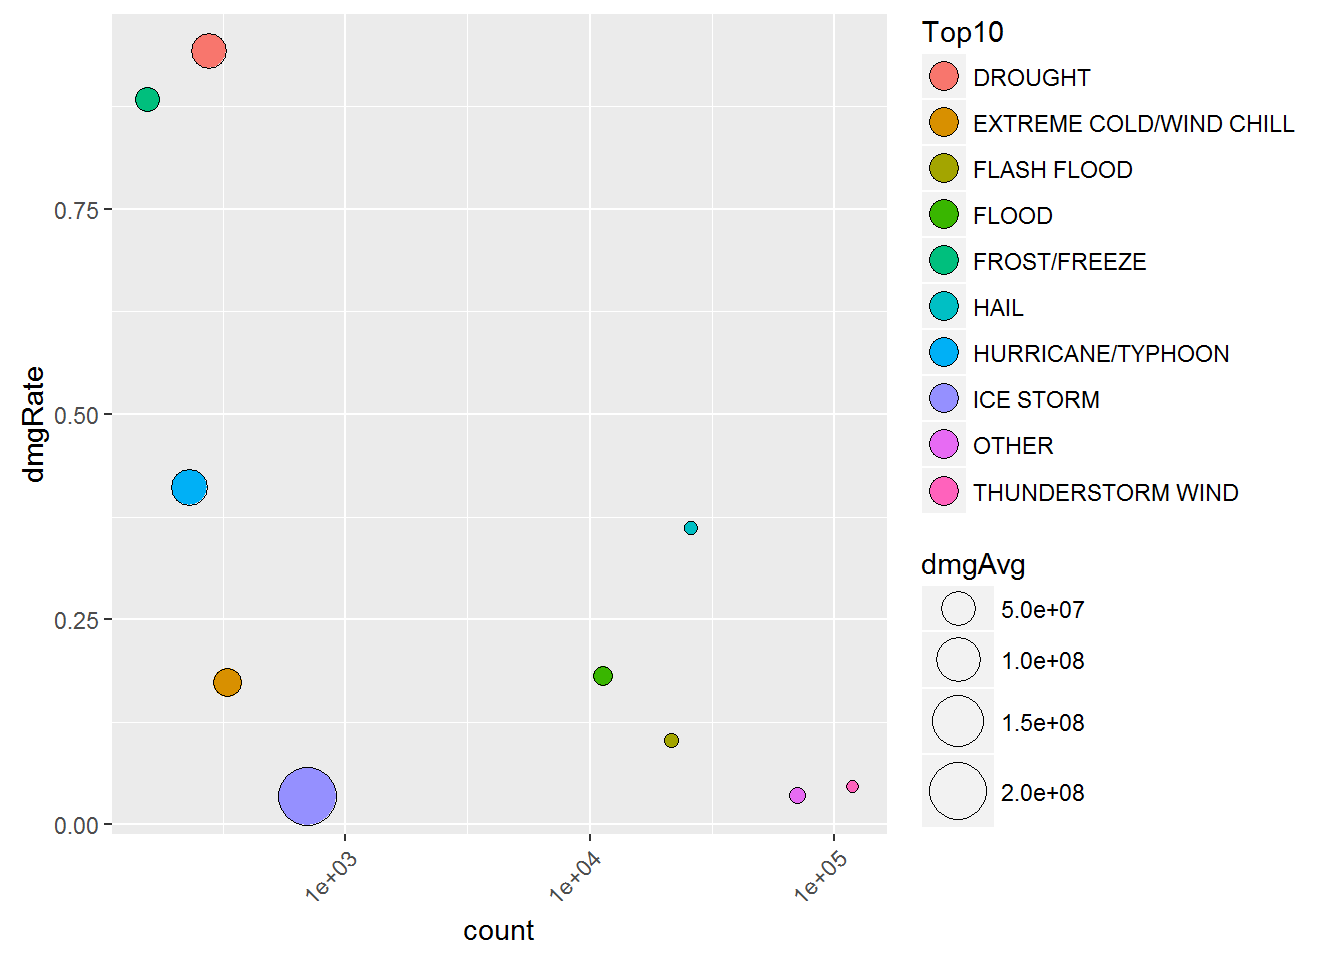 dmgRate
0.75
0.50
0.25
0.00
1e+03
1e+04
1e+05
count
Top10
DROUGHT
EXTREME COLD/WIND CHILL
FLASH FLOOD
FLOOD
FROST/FREEZE
HAIL
HURRICANE/TYPHOON
ICE STORM
OTHER
THUNDERSTORM WIND
dmgAvg
5.0e+07
1.0e+08
1.5e+08
2.0e+08